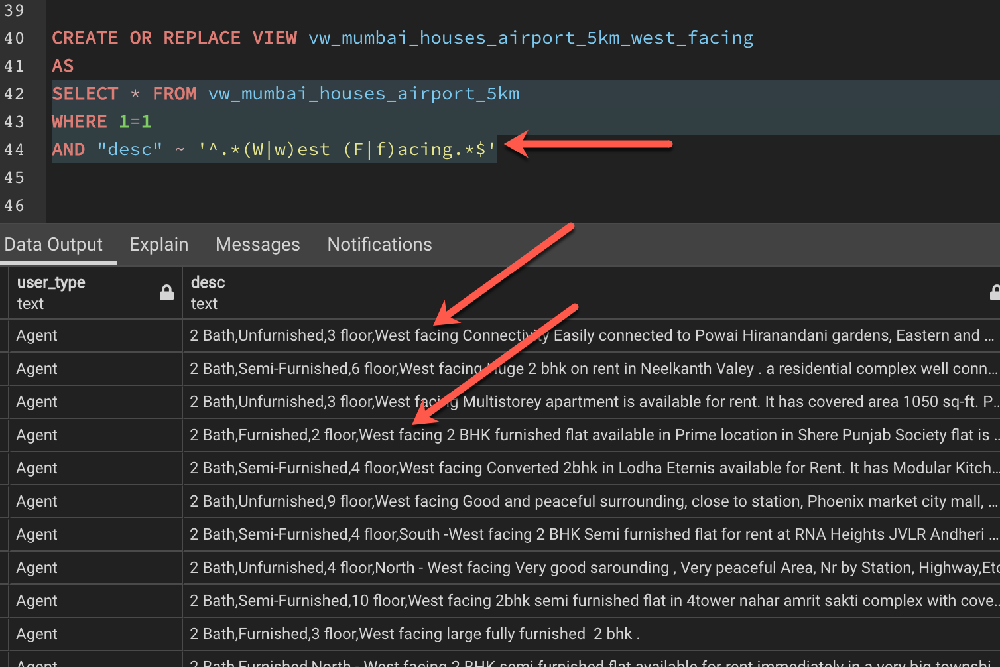 39
40 CREATE OR REPLACE VIEW vw_mumbai_houses_airport_5km_west_facing
41 AS
42 SELECT * FROM vw_mumbai_houses_airport_5km
43 WHERE 1=1
44 AND "desc" ~ '^.*(W|w)est (F|f)acing.*$'
45
46
Data Output Explain Messages Notifications
user_type desc
text text
Agent 2 Bath,Unfurnished,3 floor,West facing Connectivity Easily connected to Powai Hiranandani gardens, Eastern and ...
Agent 2 Bath,Semi-Furnished,6 floor,West facing Huge 2 bhk on rent in Neelkanth Valey . a residential complex well conn...
Agent 2 Bath,Unfurnished,3 floor,West facing Multistorey apartment is available for rent. It has covered area 1050 sq-ft. P...
Agent 2 Bath,Furnished,2 floor,West facing 2 BHK furnished flat available in Prime location in Shere Punjab Society flat is ...
Agent 2 Bath,Semi-Furnished,4 floor,West facing Converted 2bhk in Lodha Eternis available for Rent. It has Modular Kitch...
Agent 2 Bath,Unfurnished,9 floor,West facing Good and peaceful surrounding, close to station, Phoenix market city mall, ...
Agent 2 Bath,Semi-Furnished,4 floor,South -West facing 2 BHK Semi furnished flat for rent at RNA Heights JVLR Andheri ...
Agent 2 Bath,Unfurnished,4 floor,North - West facing Very good sarounding , Very peaceful Area, Nr by Station, Highway,Etc
Agent 2 Bath,Semi-Furnished,10 floor,West facing 2bhk semi furnished flat in 4tower nahar amrit sakti complex with cove...
Agent 2 Bath,Furnished,3 floor,West facing large fully furnished  2 bhk .
Agent 2 Bath,Furnished,North - West facing 2 BHK semi furnished flat available for rent immediately in a very big townshi